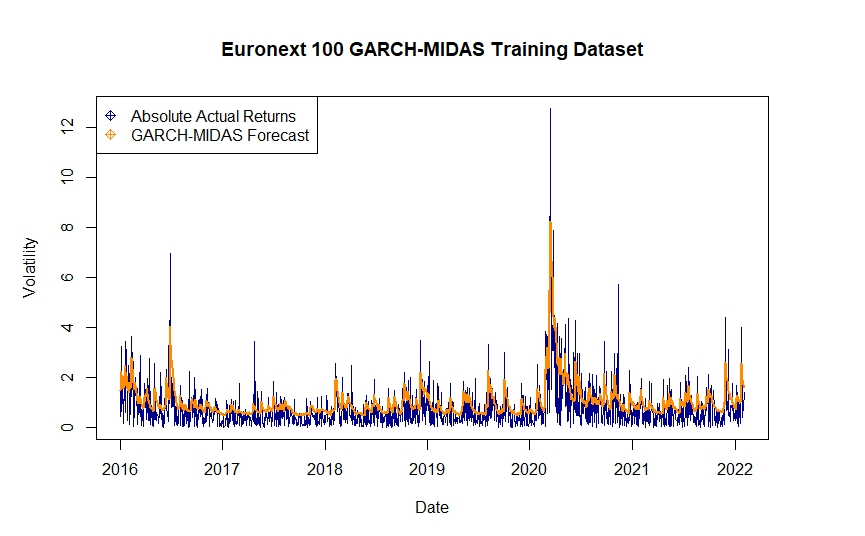 Euronext 100 GARCH-MIDAS Training Dataset
Absolute Actual Returns
GARCH-MIDAS Forecast
Volatility
12
10
8
6
4
2
0
2016 2017 2018 2019 2020 2021 2022
Date